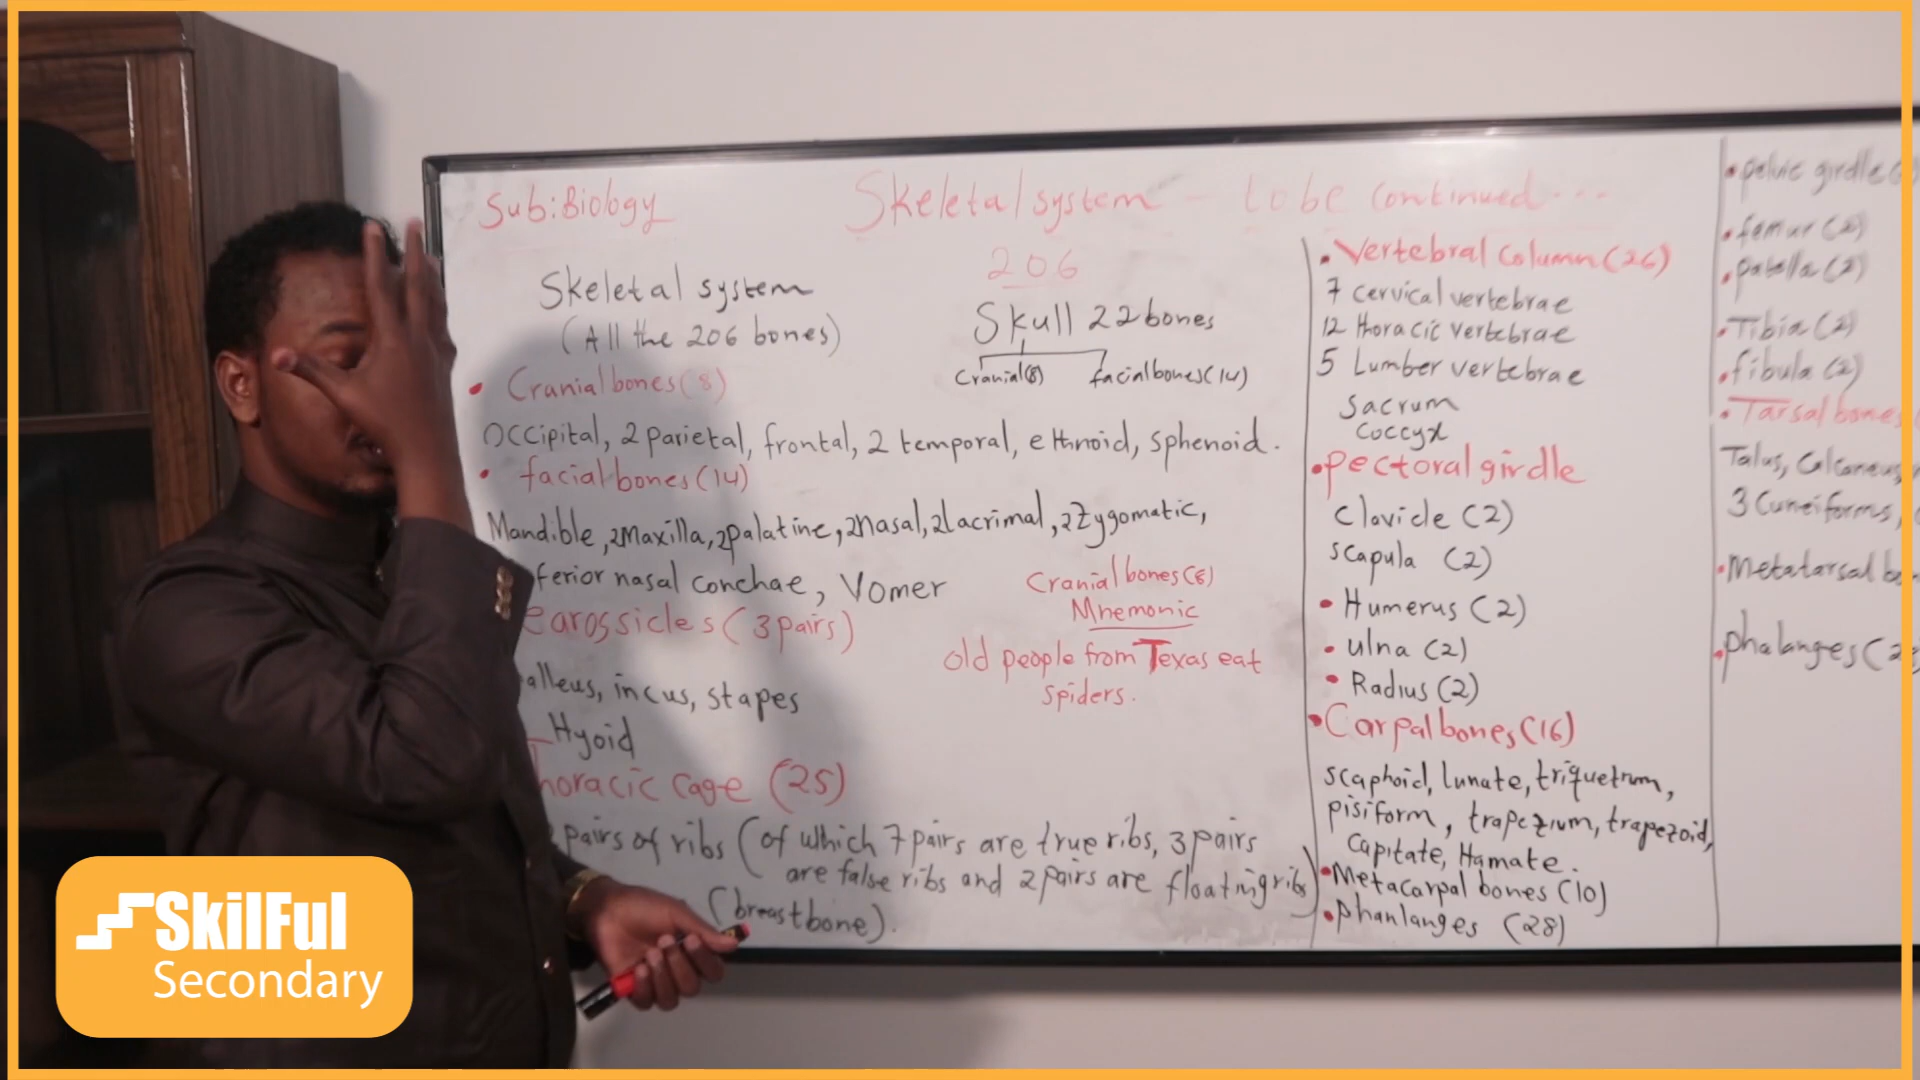 Sub: Biology
Skeletal system - to be continued...
206
Skeletal system
(All the 206 bones)
Skull 22 bones
Cranial(8) facial bones(14)
• Cranial bones(8)
Occipital, 2 parietal, frontal, 2 temporal, ethmoid, sphenoid.
• facial bones(14)
Mandible, 2Maxilla, 2palatine, 2Nasal, 2lacrimal, 2Zygomatic,
ferior nasal conchae, Vomer
ear ossicles (3 pairs)
alleus, incus, stapes
Hyoid
Thoracic cage (25)
pairs of ribs (of which 7 pairs are true ribs, 3 pairs
are false ribs and 2 pairs are floating ribs)
(breastbone).
Cranial bones(8)
Mnemonic
old people from Texas eat
spiders.
• Vertebral column (26)
7 cervical vertebrae
12 thoracic vertebrae
5 Lumber vertebrae
Sacrum
Coccyx
• Pectoral girdle
Clavicle (2)
scapula (2)
• Humerus (2)
• ulna (2)
• Radius (2)
• Carpal bones (16)
scaphoid, lunate, triquetrum,
pisiform, trapezium, trapezoid,
Capitate, Hamate.
• Metacarpal bones (10)
• phanlanges (28)
• pelvic girdle
• femur (2)
• patella (2)
• Tibia (2)
• fibula (2)
• Tarsal bones
Talus, Calcaneus,
3 Cuneiforms,
• Metatarsal
• phalanges (2
SkilFul
Secondary